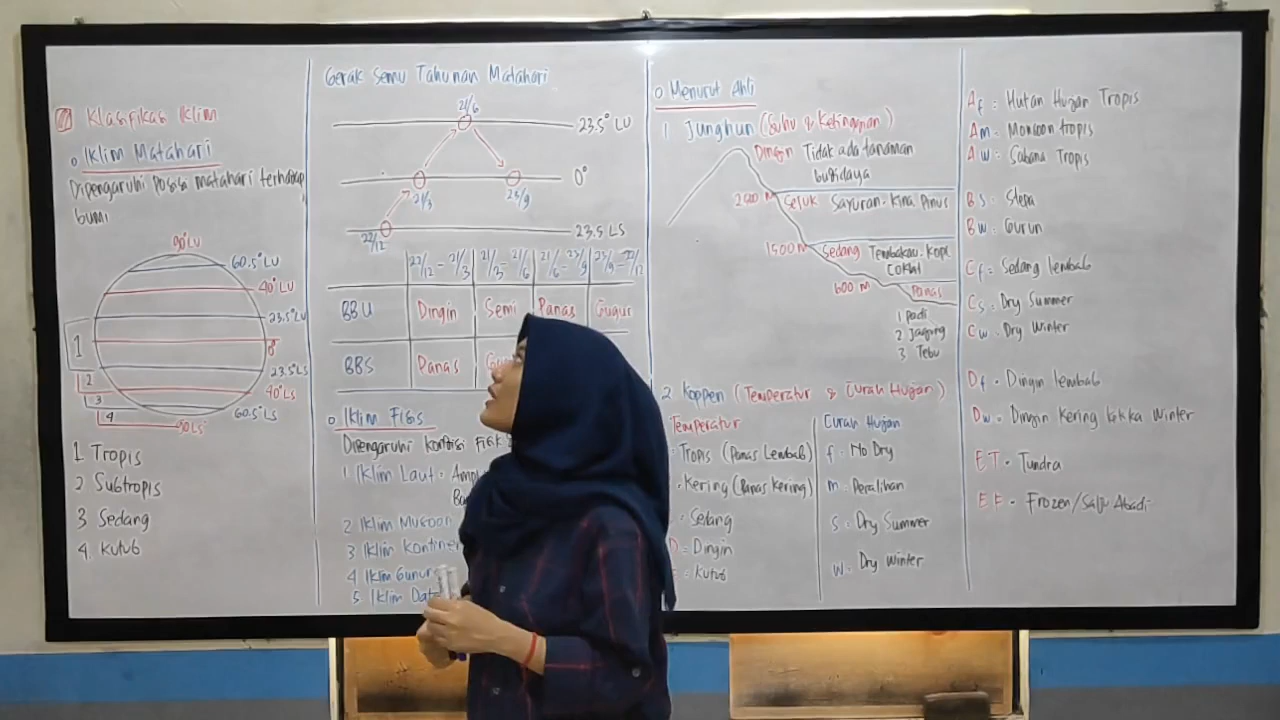 Klasifikasi Iklim
o Iklim Matahari
Dipengaruhi posisi matahari terhadap
bumi
90° LU
60.5° LU
40° LU
23.5° LU
0°
23.5° LS
40° LS
60.5° LS
90 LS
1
2
3
4
1 Tropis
2 Subtropis
3 Sedang
4. Kutub
Gerak Semu Tahunan Matahari
21/6
23.5° LU
0°
21/3
23/9
22/12
23.5 LS
22/12 - 21/3 21/3 - 21/6 21/6 - 23/9 23/9 - 22/12
BBU Dingin Semi Panas Gugur
BBS Panas
o Iklim Fisis
Dipengaruhi kondisi Fisik
1 Iklim Laut =
2 Iklim Muson
3 Iklim
4 Iklim
5 Iklim
o Menurut Ahli
1 Junghun (Suhu & Ketinggian)
Dingin Tidak ada tanaman
budidaya
Sejuk Sayuran. Kina. Pinus
1500 M
Sedang Tembakau. Kopi
Coklat
600 M
Panas
1 Padi
2 Jagung
3 Tebu
2 Koppen (Temperatur & Curah Hujan)
Temperatur
Tropis (Panas Lembab)
Kering (Panas Kering)
Sedang
D = Dingin
Kutub
Curah Hujan
f = No Dry
m = Peralihan
s = Dry Summer
w = Dry Winter
Af = Hutan Hujan Tropis
Am = Monsoon tropis
Aw = Sabana Tropis
Bs = Stepa
Bw = Gurun
Cf = Sedang lembab
Cs = Dry Summer
Cw = Dry Winter
Df = Dingin lembab
Dw = Dingin Kering ketika Winter
ET = Tundra
EF = Frozen/Salju Abadi